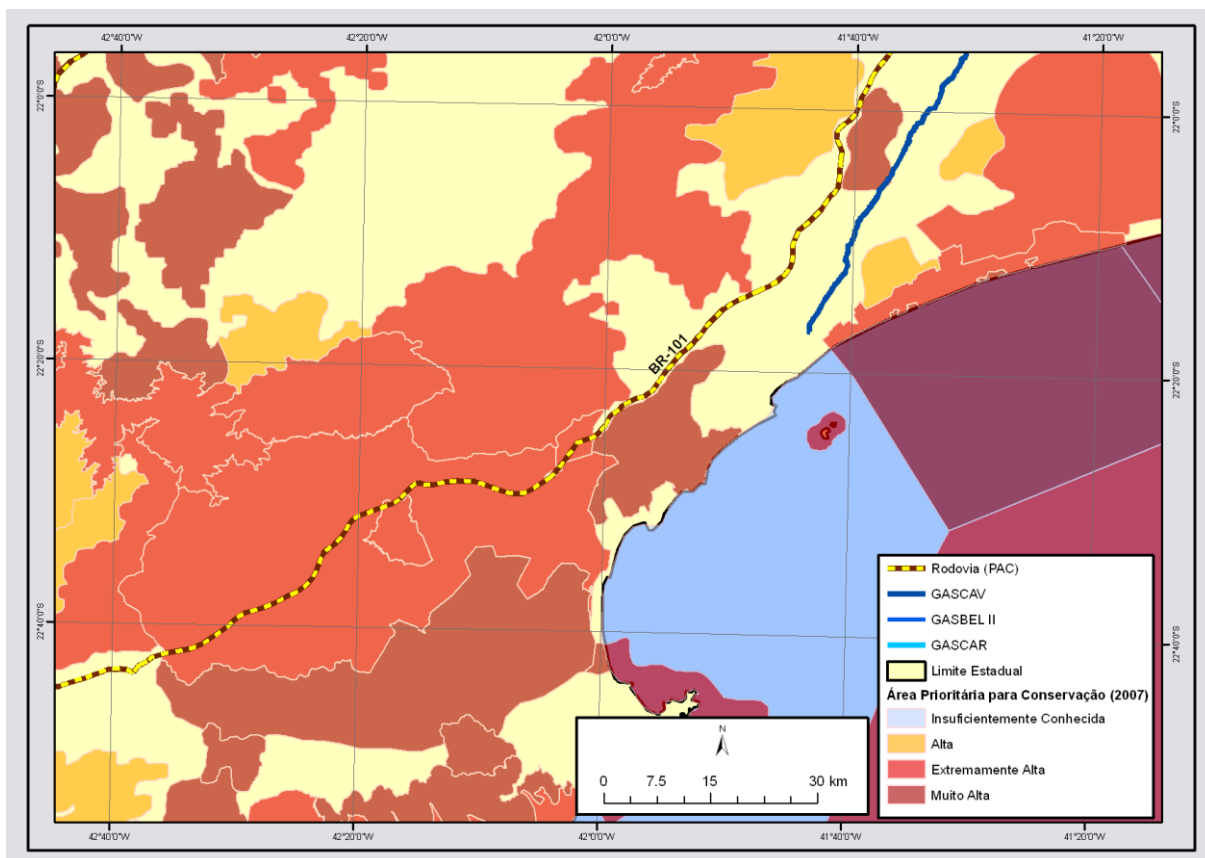 42°40'0"W 42°20'0"W 42°0'0"W 41°40'0"W 41°20'0"W
22°0'0"S
22°0'0"S
BR-101
22°20'0"S
22°20'0"S
22°40'0"S
22°40'0"S
Rodovia (PAC)
GASCAV
GASBEL II
GASCAR
Limite Estadual
Área Prioritária para Conservação (2007)
Insuficientemente Conhecida
Alta
Extremamente Alta
Muito Alta
N
0 7.5 15 30 km
42°40'0"W 42°20'0"W 42°0'0"W 41°40'0"W 41°20'0"W